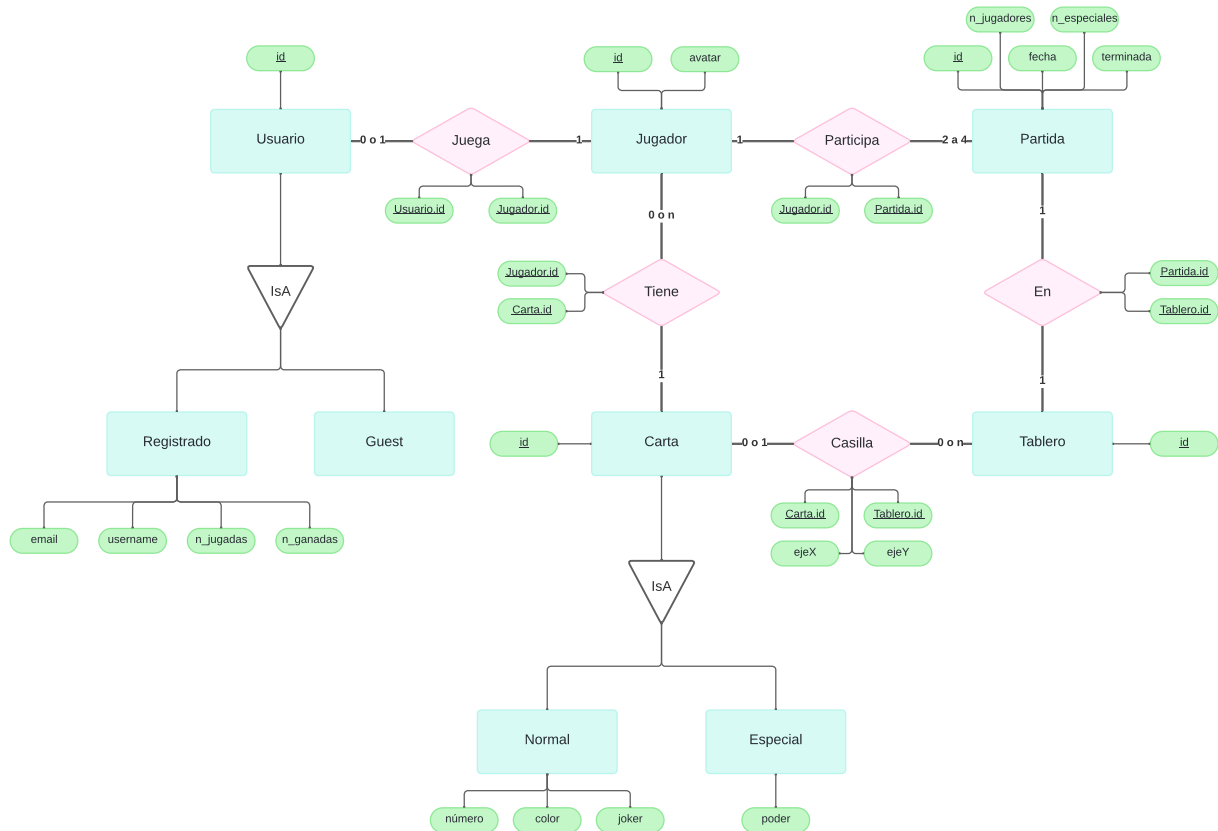 n_jugadores
n_especiales
id
id
avatar
id
fecha
terminada
Usuario
0 o 1
Juega
1
Jugador
1
Participa
2 a 4
Partida
Usuario.id
Jugador.id
Jugador.id
Partida.id
0 o n
1
IsA
Jugador.id
Carta.id
Tiene
En
Partida.id
Tablero.id
1
1
Registrado
Guest
id
Carta
0 o 1
Casilla
0 o n
Tablero
id
email
username
n_jugadas
n_ganadas
Carta.id
Tablero.id
ejeX
ejeY
IsA
Normal
Especial
número
color
joker
poder